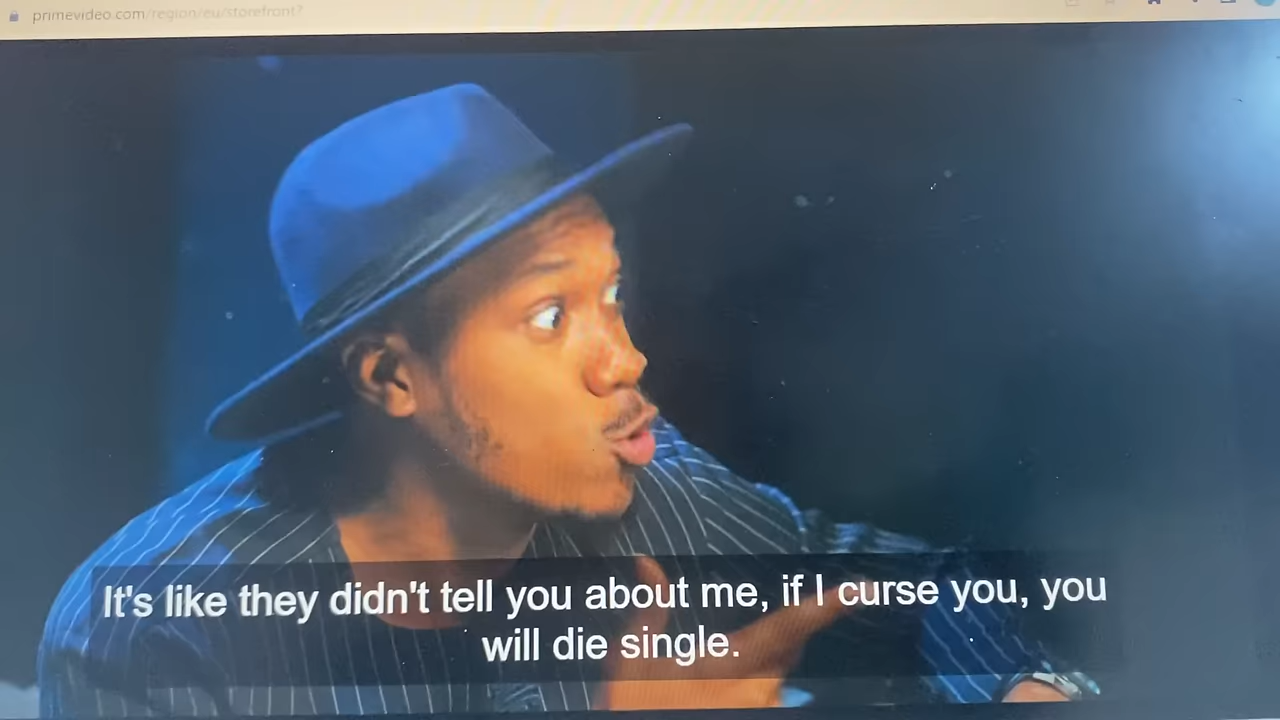 primevideo.com/region/eu/storefront?
It's like they didn't tell you about me, if I curse you, you
will die single.